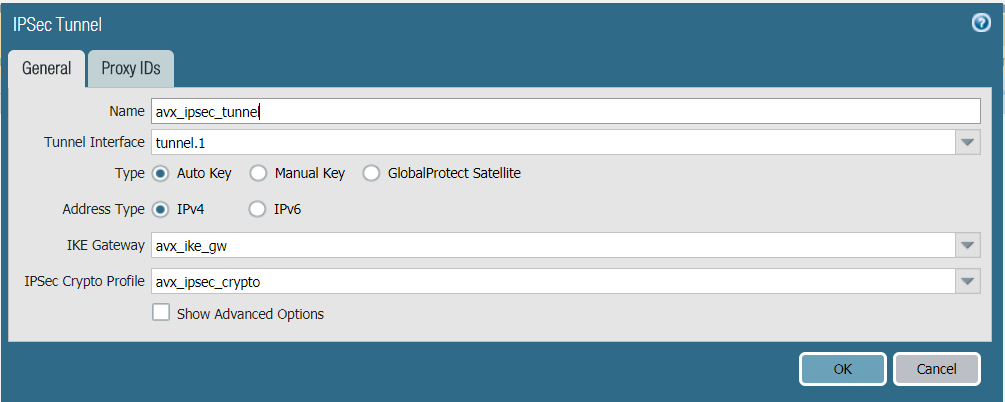 IPSec Tunnel ?
General Proxy IDs
Name avx_ipsec_tunnel
Tunnel Interface tunnel.1
Type Auto Key Manual Key GlobalProtect Satellite
Address Type IPv4 IPv6
IKE Gateway avx_ike_gw
IPSec Crypto Profile avx_ipsec_crypto
Show Advanced Options
OK Cancel